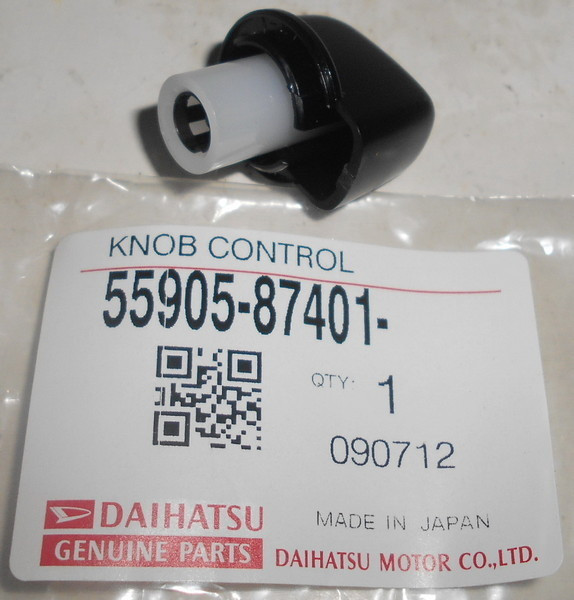 KNOB CONTROL
55905-87401-
QTY: 1
090712
DAIHATSU
MADE IN JAPAN
GENUINE PARTS
DAIHATSU MOTOR CO.,LTD.